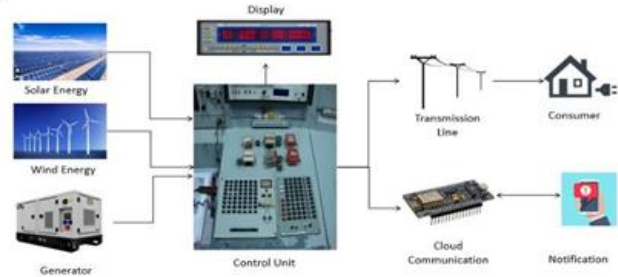 Display
Solar Energy
Wind Energy
Generator
Control Unit
Transmission
Line
Consumer
Cloud
Communication
Notification